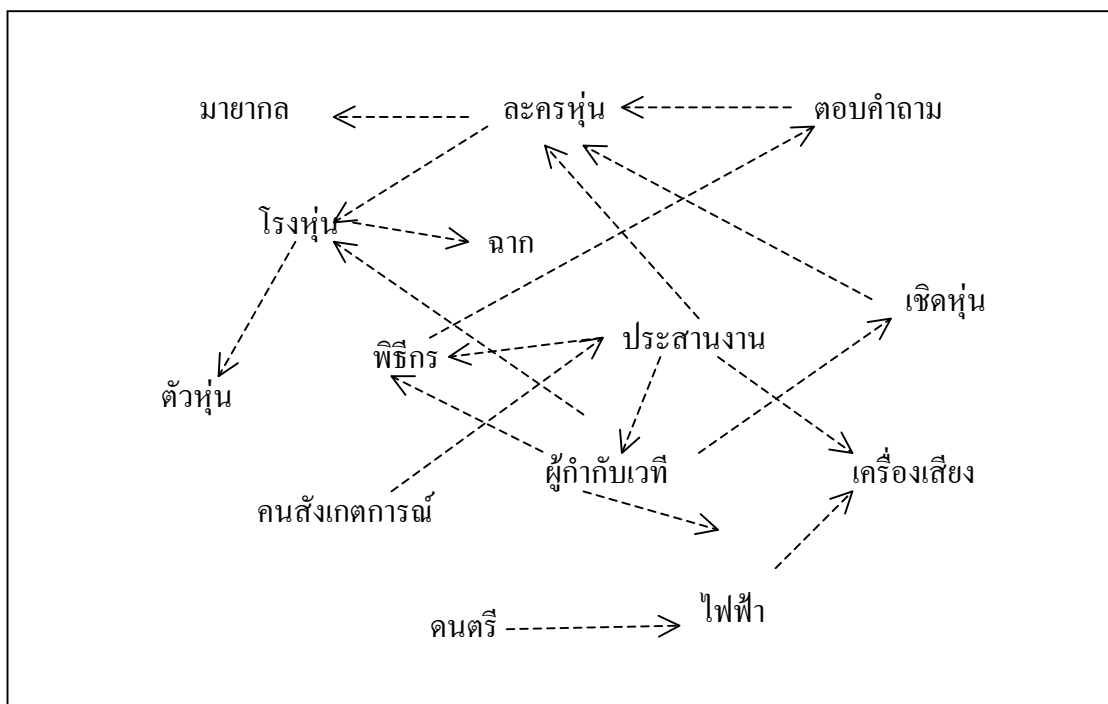 มายากล
ละครหุ่น
ตอบคำถาม
โรงหุ่น
ฉาก
เชิดหุ่น
ประสานงาน
พิธีกร
ตัวหุ่น
ผู้กำกับเวที
เครื่องเสียง
คนสังเกตการณ์
ไฟฟ้า
ดนตรี